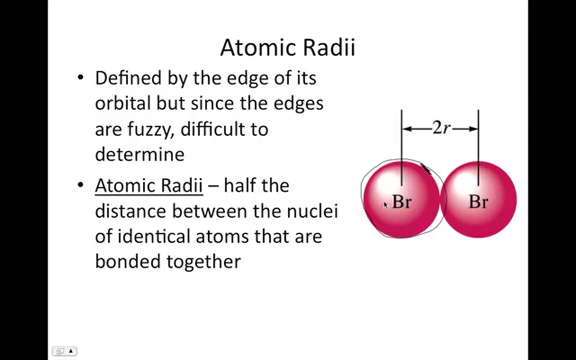 Atomic Radii
• Defined by the edge of its
orbital but since the edges
are fuzzy, difficult to
determine
• Atomic Radii – half the
distance between the nuclei
of identical atoms that are
bonded together
2r
Br
Br